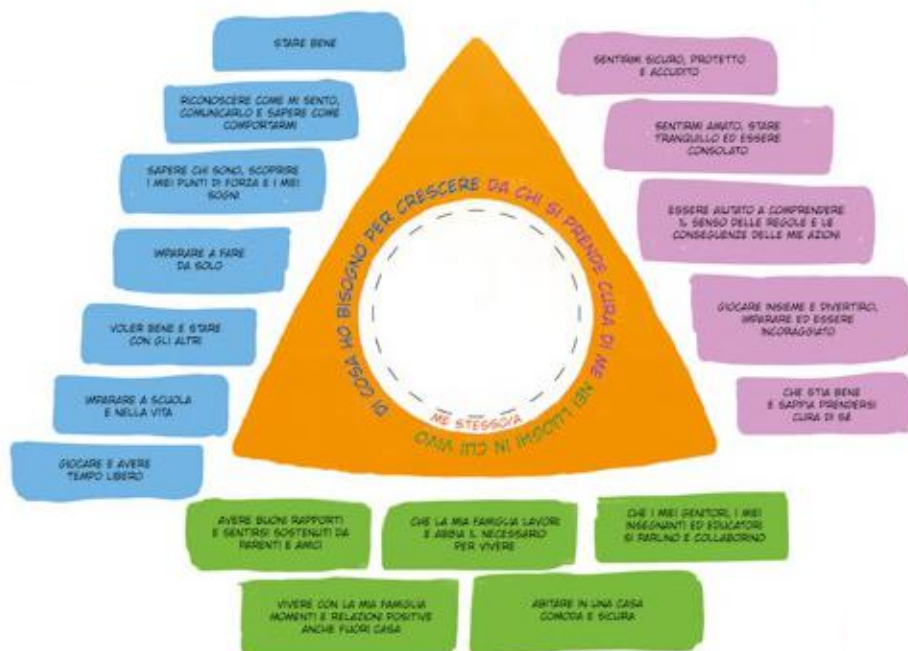 STARE BENE
RICONOSCERE COME MI SENTO,
COMUNICARLO E SAPERE COME
COMPORTARMI
SAPERE CHI SONO, SCOPRIRE
I MIEI PUNTI DI FORZA E I MIEI
SOGNI
IMPARARE A FARE
DA SOLO
VOLER BENE E STARE
CON GLI ALTRI
IMPARARE A SCUOLA
E NELLA VITA
GIOCARE E AVERE
TEMPO LIBERO
DI COSA HO BISOGNO PER CRESCERE
DA CHI SI PRENDE CURA DI ME
NEI LUOGHI IN CUI VIVO
ME STESSO/A
SENTIRMI SICURO, PROTETTO
E ACCUDITO
SENTIRMI AMATO, STARE
TRANQUILLO ED ESSERE
CONSOLATO
ESSERE AIUTATO A COMPRENDERE
IL SENSO DELLE REGOLE E LE
CONSEGUENZE DELLE MIE AZIONI
GIOCARE INSIEME E DIVERTIRCI,
IMPARARE ED ESSERE
INCORAGGIATO
CHE STIA BENE
E SAPPIA PRENDERSI
CURA DI SÉ
AVERE BUONI RAPPORTI
E SENTIRSI SOSTENUTI DA
PARENTI E AMICI
CHE LA MIA FAMIGLIA LAVORI
E ABBIA IL NECESSARIO
PER VIVERE
CHE I MIEI GENITORI, I MIEI
INSEGNANTI ED EDUCATORI
SI PARLINO E COLLABORINO
VIVERE CON LA MIA FAMIGLIA
MOMENTI E RELAZIONI POSITIVE
ANCHE FUORI CASA
ABITARE IN UNA CASA
COMODA E SICURA